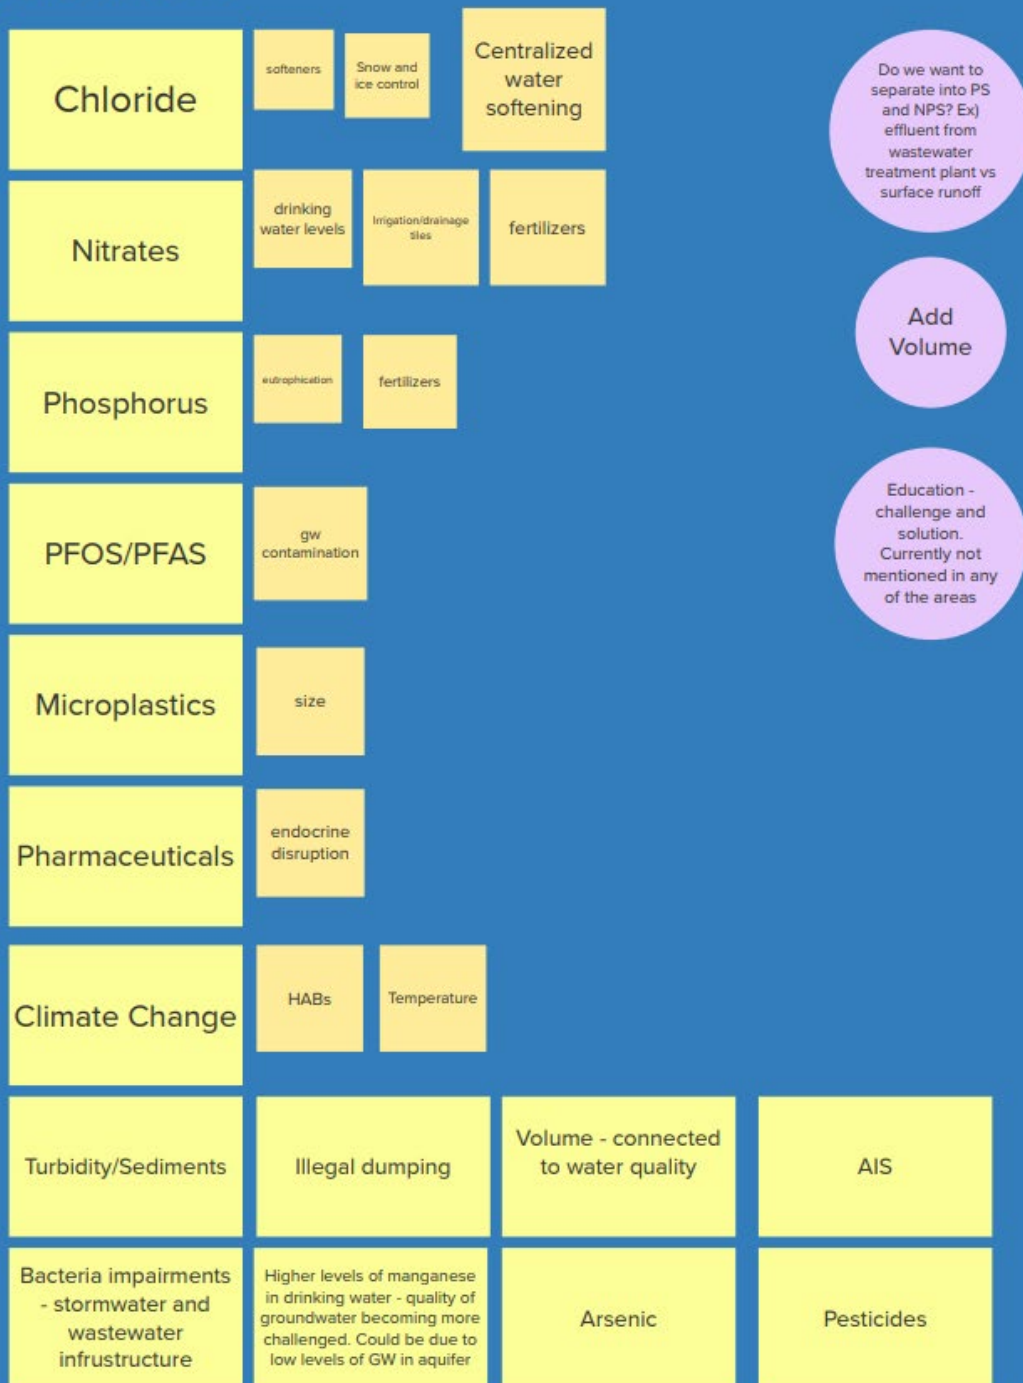 Chloride
softeners
Snow and
ice control
Centralized
water
softening
Do we want to
separate into PS
and NPS? Ex)
effluent from
wastewater
treatment plant vs
surface runoff
Nitrates
drinking
water levels
Irrigation/drainage
tiles
fertilizers
Add
Volume
Phosphorus
eutrophication
fertilizers
PFOS/PFAS
gw
contamination
Education -
challenge and
solution.
Currently not
mentioned in any
of the areas
Microplastics
size
Pharmaceuticals
endocrine
disruption
Climate Change
HABs
Temperature
Turbidity/Sediments
Illegal dumping
Volume - connected
to water quality
AIS
Bacteria impairments
- stormwater and
wastewater
infrustructure
Higher levels of manganese
in drinking water - quality of
groundwater becoming more
challenged. Could be due to
low levels of GW in aquifer
Arsenic
Pesticides